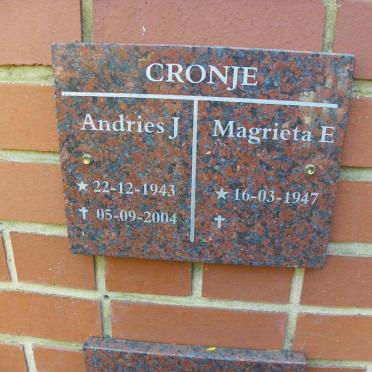 CRONJE
Andries J
★ 22-12-1943
✝ 05-09-2004
Magrieta E
★ 16-03-1947
✝